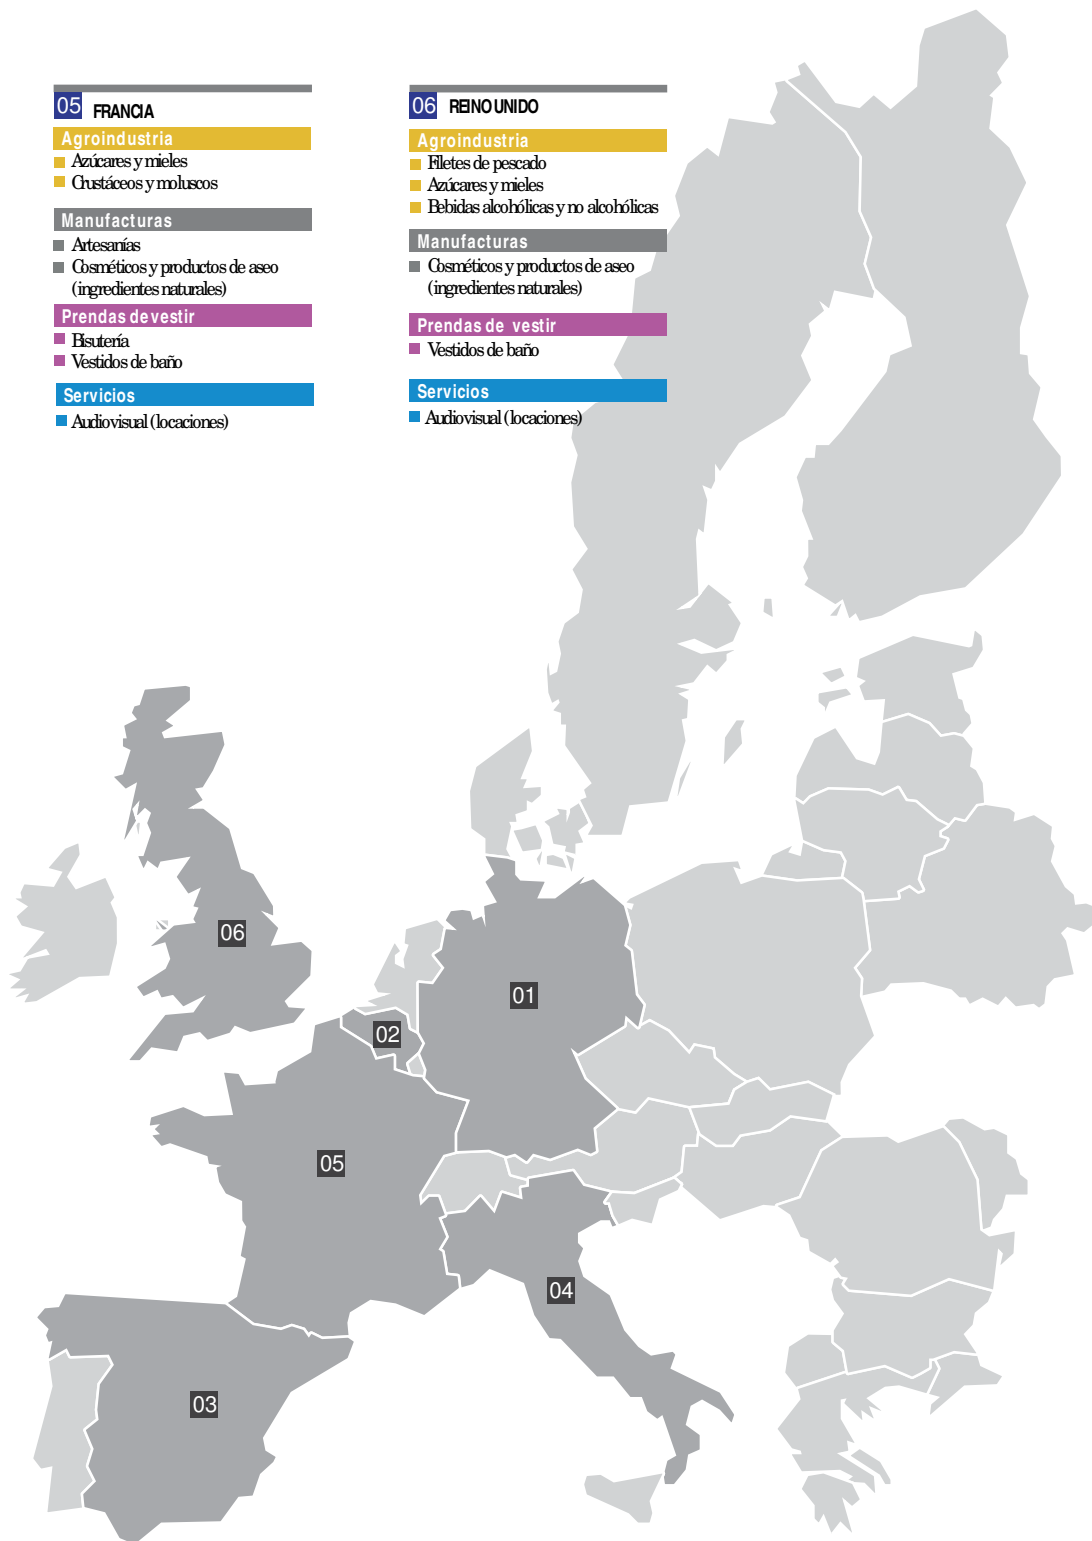 05 FRANCIA
Agroindustria
Azúcares y mieles
Crustáceos y moluscos
Manufacturas
Artesanías
Cosméticos y productos de aseo
(ingredientes naturales)
Prendas de vestir
Bisutería
Vestidos de baño
Servicios
Audiovisual (locaciones)
06 REINO UNIDO
Agroindustria
Filetes de pescado
Azúcares y mieles
Bebidas alcohólicas y no alcohólicas
Manufacturas
Cosméticos y productos de aseo
(ingredientes naturales)
Prendas de vestir
Vestidos de baño
Servicios
Audiovisual (locaciones)
06
01
02
05
04
03